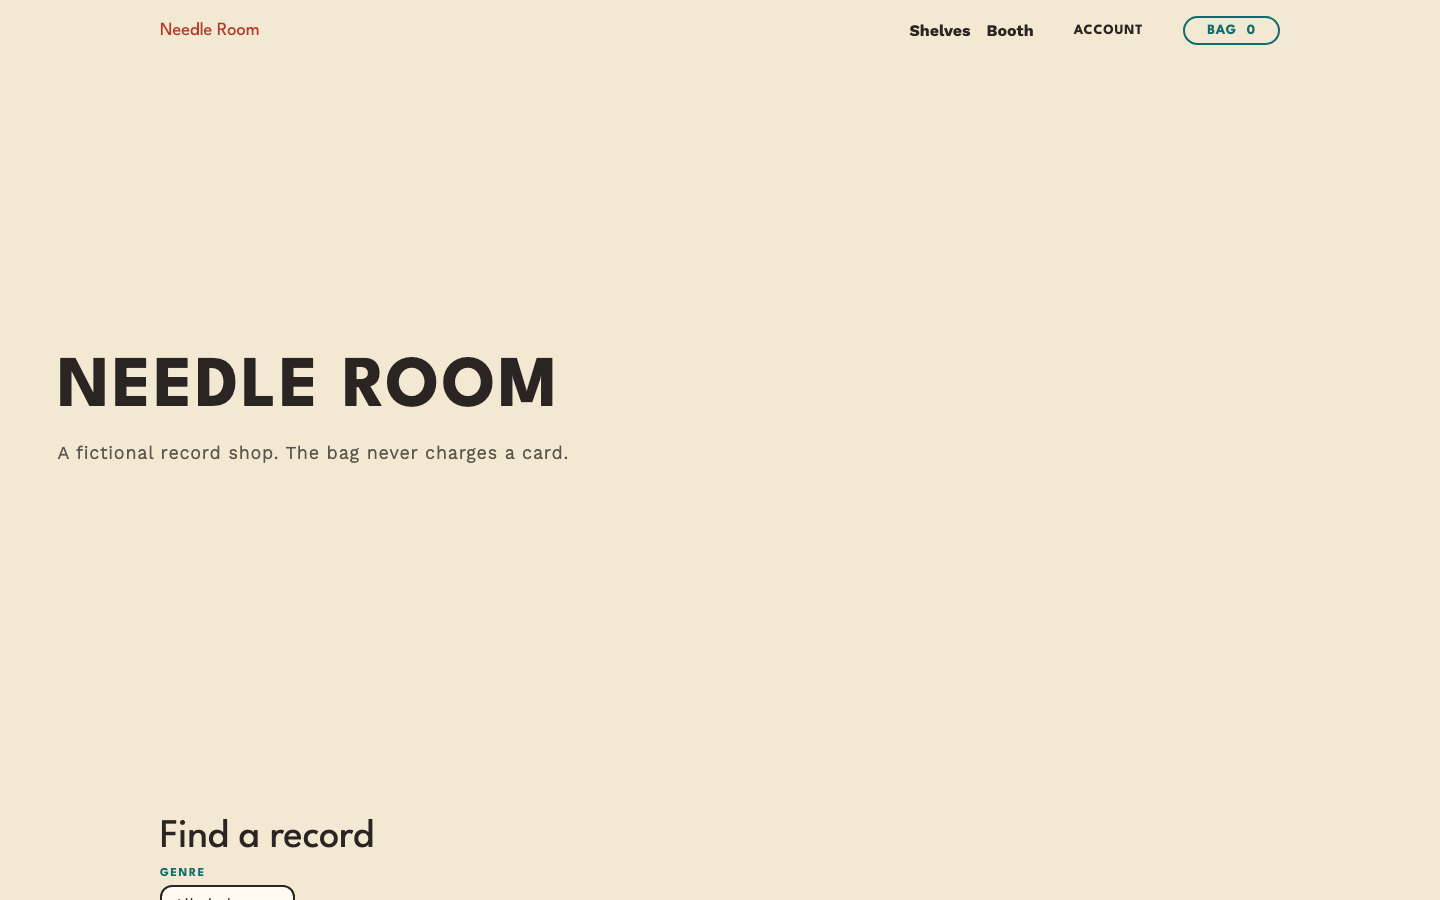 Needle Room
Shelves Booth ACCOUNT BAG 0
NEEDLE ROOM
A fictional record shop. The bag never charges a card.
Find a record
GENRE